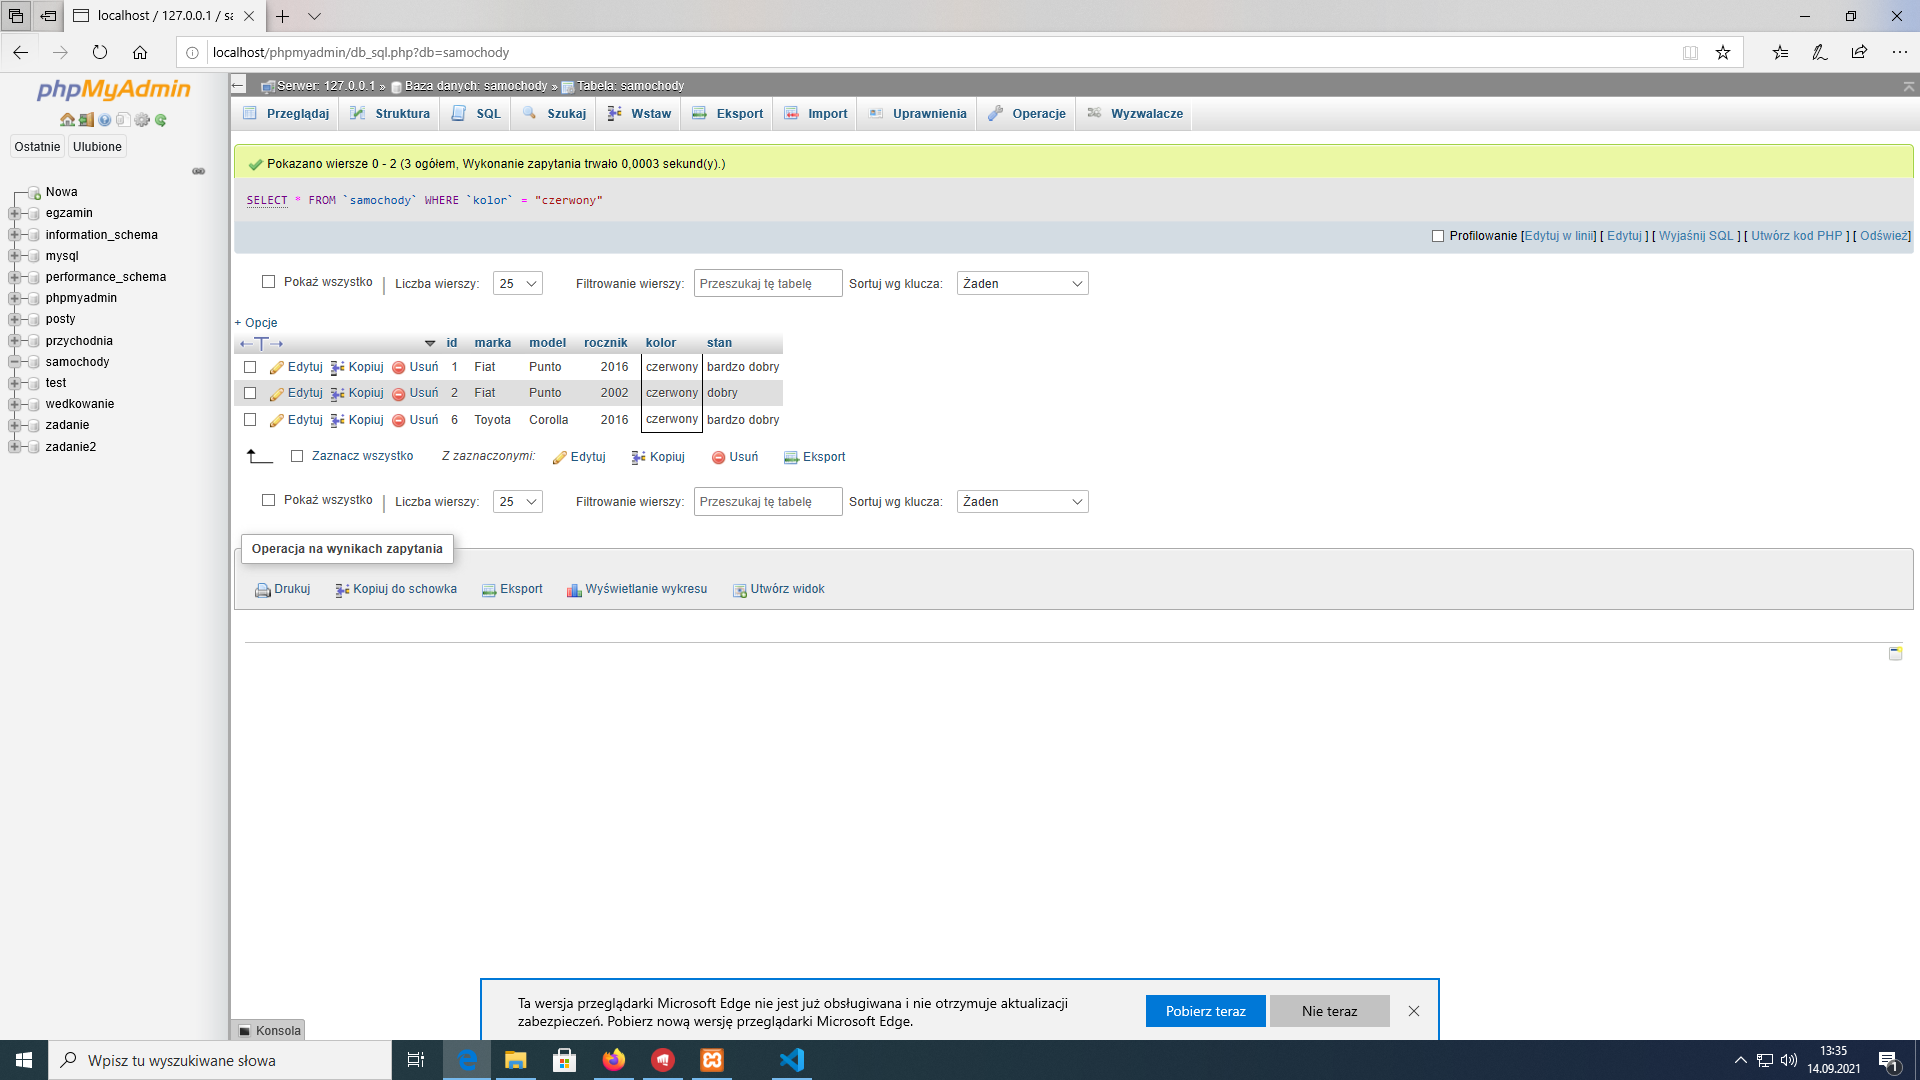 localhost / 127.0.0.1 / sa
localhost/phpmyadmin/db_sql.php?db=samochody
phpMyAdmin
Ostatnie Ulubione
Nowa
egzamin
information_schema
mysql
performance_schema
phpmyadmin
posty
przychodnia
samochody
test
wedkowanie
zadanie
zadanie2
Serwer: 127.0.0.1 » Baza danych: samochody » Tabela: samochody
Przeglądaj Struktura SQL Szukaj Wstaw Eksport Import Uprawnienia Operacje Wyzwalacze
Pokazano wiersze 0 - 2 (3 ogółem, Wykonanie zapytania trwało 0,0003 sekund(y).)
SELECT * FROM `samochody` WHERE `kolor` = "czerwony"
Profilowanie [Edytuj w linii] [ Edytuj ] [ Wyjaśnij SQL ] [ Utwórz kod PHP ] [ Odśwież]
Pokaż wszystko | Liczba wierszy: 25 Filtrowanie wierszy: Przeszukaj tę tabelę Sortuj wg klucza: Żaden
+ Opcje
←T→ id marka model rocznik kolor stan
Edytuj Kopiuj Usuń 1 Fiat Punto 2016 czerwony bardzo dobry
Edytuj Kopiuj Usuń 2 Fiat Punto 2002 czerwony dobry
Edytuj Kopiuj Usuń 6 Toyota Corolla 2016 czerwony bardzo dobry
Zaznacz wszystko Z zaznaczonymi: Edytuj Kopiuj Usuń Eksport
Pokaż wszystko | Liczba wierszy: 25 Filtrowanie wierszy: Przeszukaj tę tabelę Sortuj wg klucza: Żaden
Operacja na wynikach zapytania
Drukuj Kopiuj do schowka Eksport Wyświetlanie wykresu Utwórz widok
Ta wersja przeglądarki Microsoft Edge nie jest już obsługiwana i nie otrzymuje aktualizacji
zabezpieczeń. Pobierz nową wersję przeglądarki Microsoft Edge.
Pobierz teraz Nie teraz
Konsola
Wpisz tu wyszukiwane słowa
13:35
14.09.2021
1